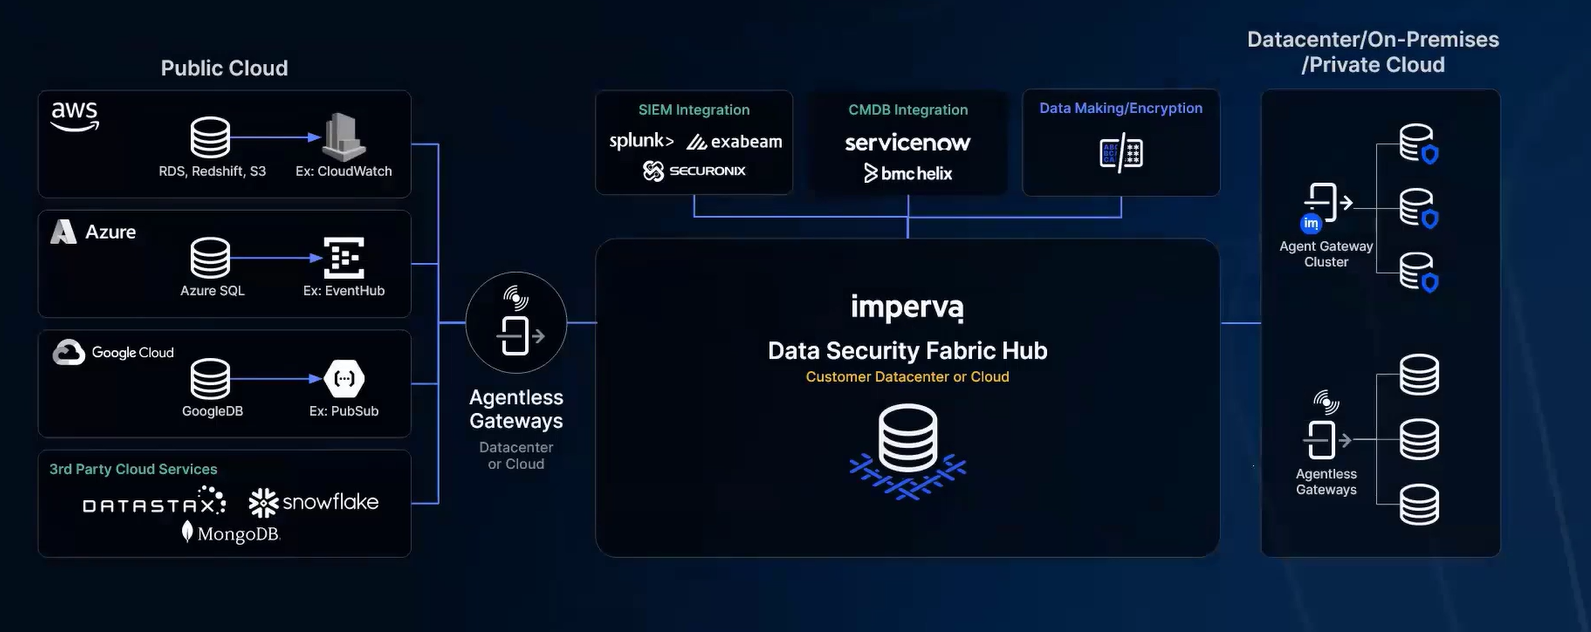 Public Cloud
aws
RDS, Redshift, S3
Ex: CloudWatch
Azure
Azure SQL
Ex: EventHub
Google Cloud
GoogleDB
Ex: PubSub
3rd Party Cloud Services
DATASTAX
snowflake
MongoDB.
Agentless
Gateways
Datacenter
or Cloud
SIEM Integration
splunk>
exabeam
SECURONIX
CMDB Integration
servicenow
bmc helix
Data Making/Encryption
ABC
BC
CA
imperva
Data Security Fabric Hub
Customer Datacenter or Cloud
Datacenter/On-Premises
/Private Cloud
im
Agent Gateway
Cluster
Agentless
Gateways